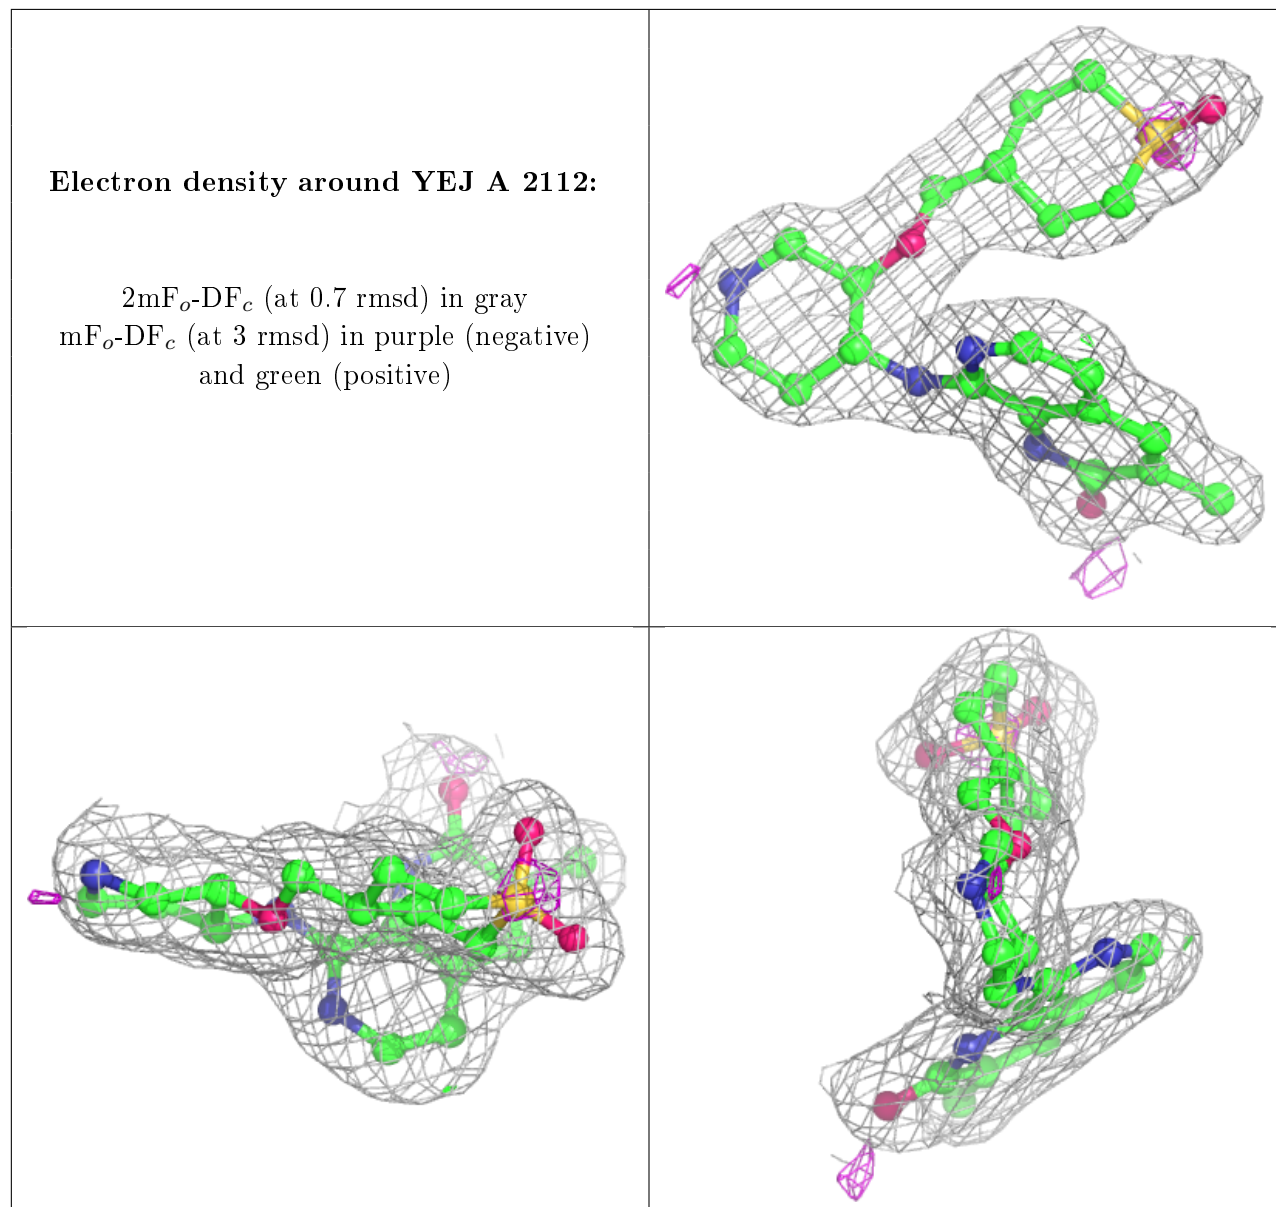 Electron density around YEJ A 2112:
2mFo-DFc (at 0.7 rmsd) in gray
mFo-DFc (at 3 rmsd) in purple (negative)
and green (positive)